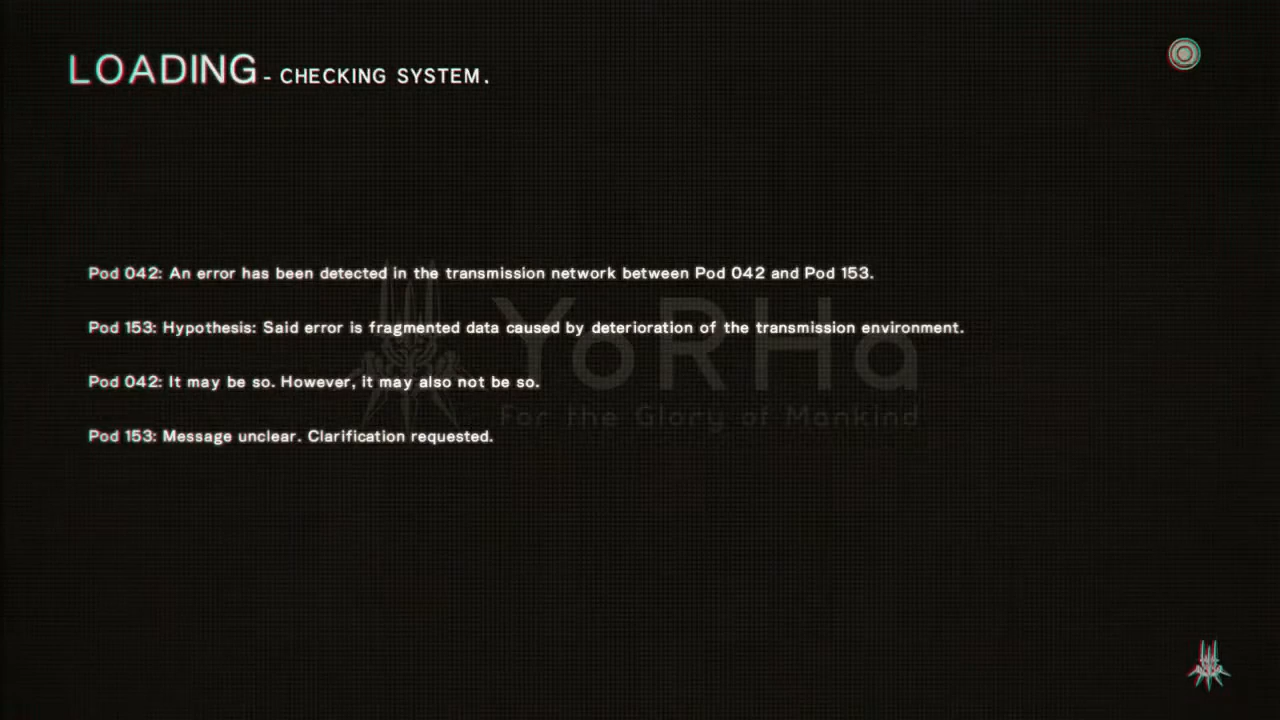 LOADING - CHECKING SYSTEM.
Pod 042: An error has been detected in the transmission network between Pod 042 and Pod 153.
Pod 153: Hypothesis: Said error is fragmented data caused by deterioration of the transmission environment.
YoRHa
Pod 042: It may be so. However, it may also not be so.
For the Glory of Mankind
Pod 153: Message unclear. Clarification requested.